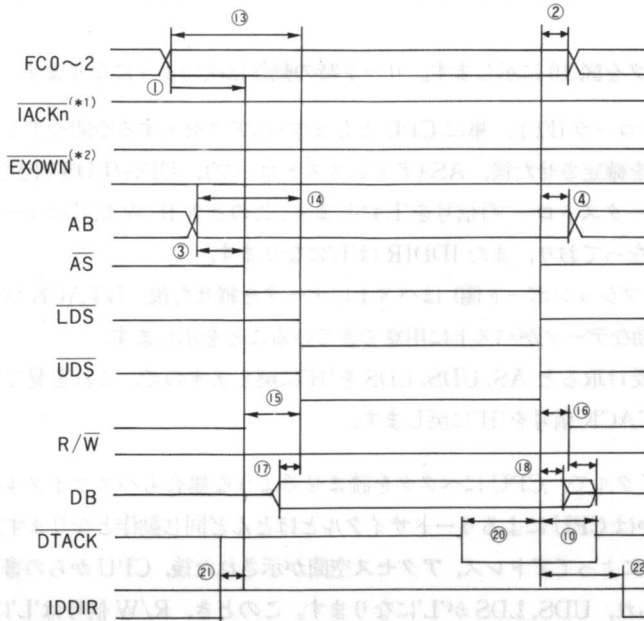 ⑬ ②
FC0～2
①
IACKn(*1)
EXOWN(*2)
⑭ ④
AB
③
AS
LDS
UDS
⑮ ⑯
R/W
⑰ ⑱
DB
DTACK ⑳ ⑩
㉑ ㉒
IDDIR